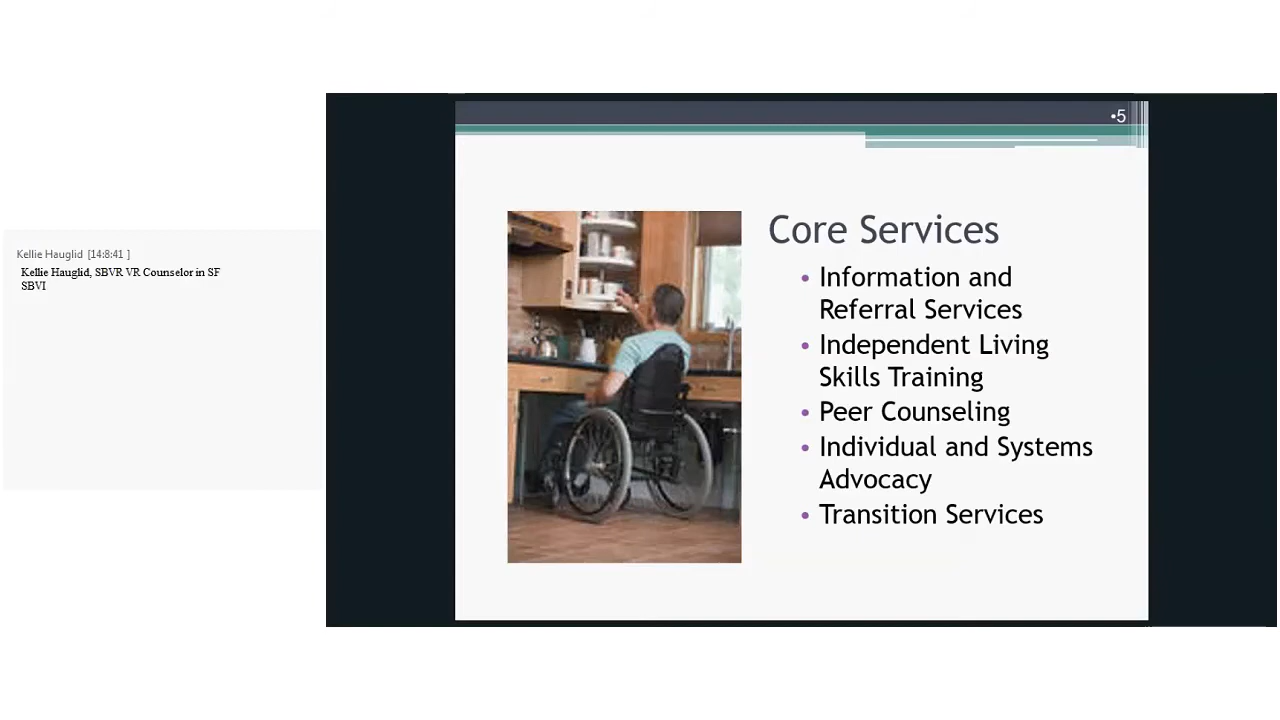 Kellie Hauglid [14:8:41 ]
Kellie Hauglid, SBVR VR Counselor in SF
SBVI
•5
Core Services
• Information and
Referral Services
• Independent Living
Skills Training
• Peer Counseling
• Individual and Systems
Advocacy
• Transition Services